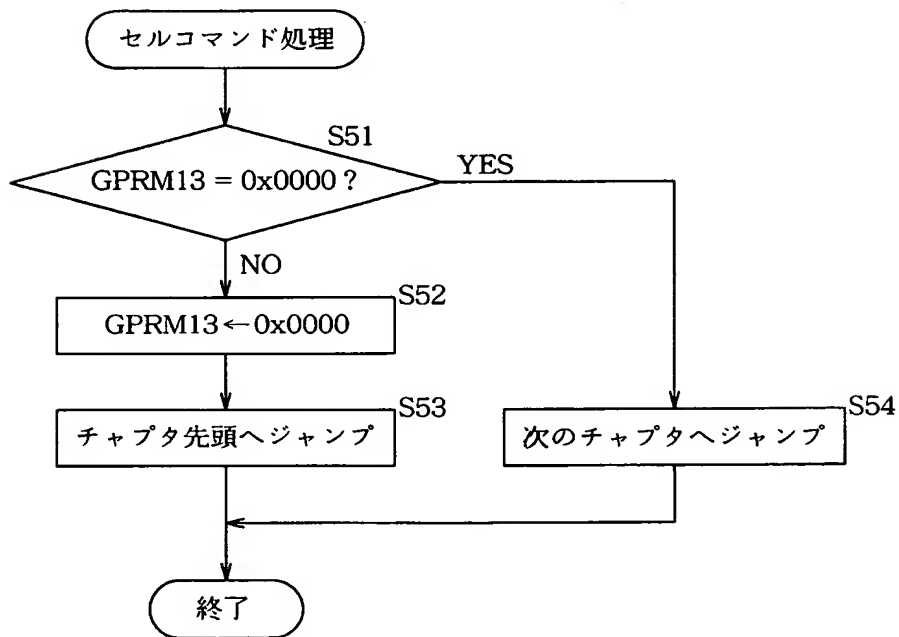 セルコマンド処理
S51
GPRM13 = 0x0000 ?
YES
NO
S52
GPRM13←0x0000
S53
チャプタ先頭へジャンプ
S54
次のチャプタへジャンプ
終了